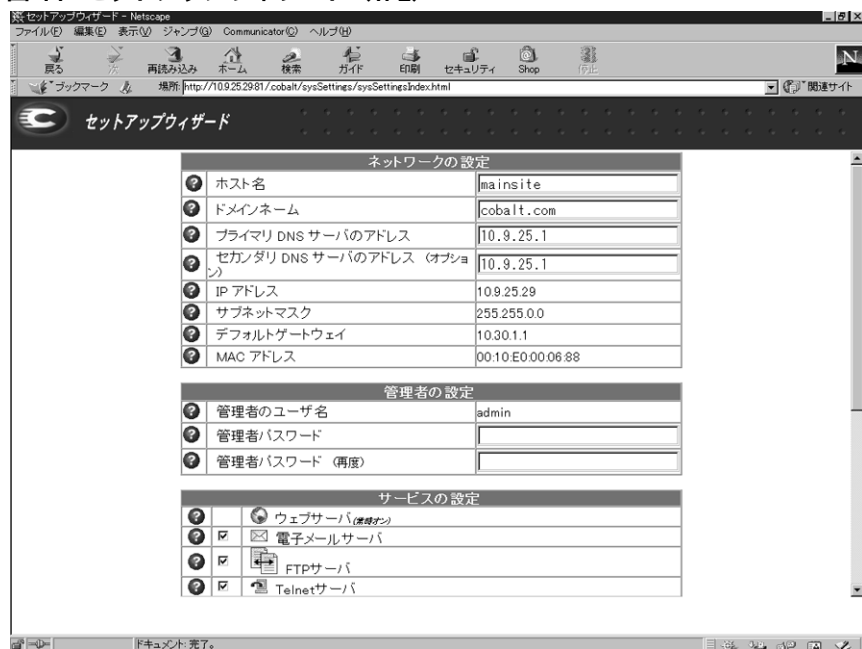 セットアップウィザード - Netscape
ファイル(F) 編集(E) 表示(V) ジャンプ(G) Communicator(C) ヘルプ(H)
戻る 次 再読み込み ホーム 検索 ガイド 印刷 セキュリティ Shop 停止
ブックマーク 場所: http://10.9.25.29:81/.cobalt/sysSettings/sysSettingsIndex.html 関連サイト
セットアップウィザード
ネットワークの設定
ホスト名 mainsite
ドメインネーム cobalt.com
プライマリ DNS サーバのアドレス 10.9.25.1
セカンダリ DNS サーバのアドレス (オプション) 10.9.25.1
IP アドレス 10.9.25.29
サブネットマスク 255.255.0.0
デフォルトゲートウェイ 10.30.1.1
MAC アドレス 00:10:E0:00:06:88
管理者の設定
管理者のユーザ名 admin
管理者パスワード
管理者パスワード (再度)
サービスの設定
ウェブサーバ(常時オン)
電子メールサーバ
FTPサーバ
Telnetサーバ
ドキュメント: 完了。